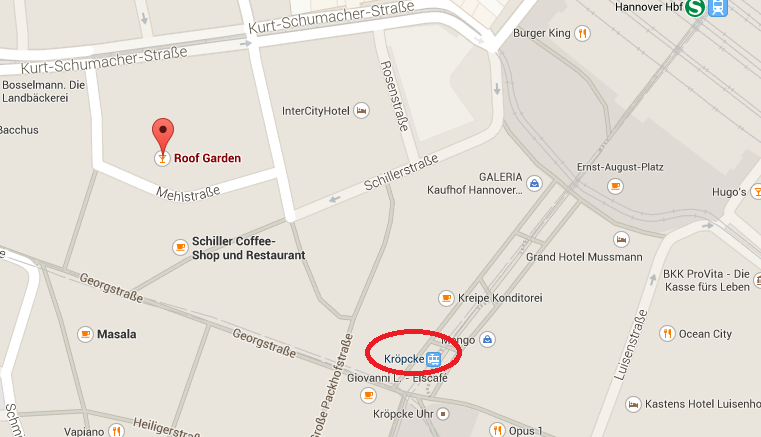 Hannover Hbf S
Kurt-Schumacher-Straße
Burger King
Kurt-Schumacher-Straße
Bosselmann. Die
Landbäckerei
Rosenstraße
InterCityHotel
Bacchus
Roof Garden
Schillerstraße
Ernst-August-Platz
GALERIA
Kaufhof Hannover...
Mehlstraße
Hugo's
Schiller Coffee-
Shop und Restaurant
Grand Hotel Mussmann
BKK ProVita - Die
Kasse fürs Leben
Georgstraße
Kreipe Konditorei
Masala
Georgstraße
Mango
Ocean City
Luisenstraße
Kröpcke
Giovanni L. - Eiscafé
Große Packhofstraße
Kastens Hotel Luisenho
Kröpcke Uhr
Schmi
Heiligerstraße
Vapiano
Opus 1